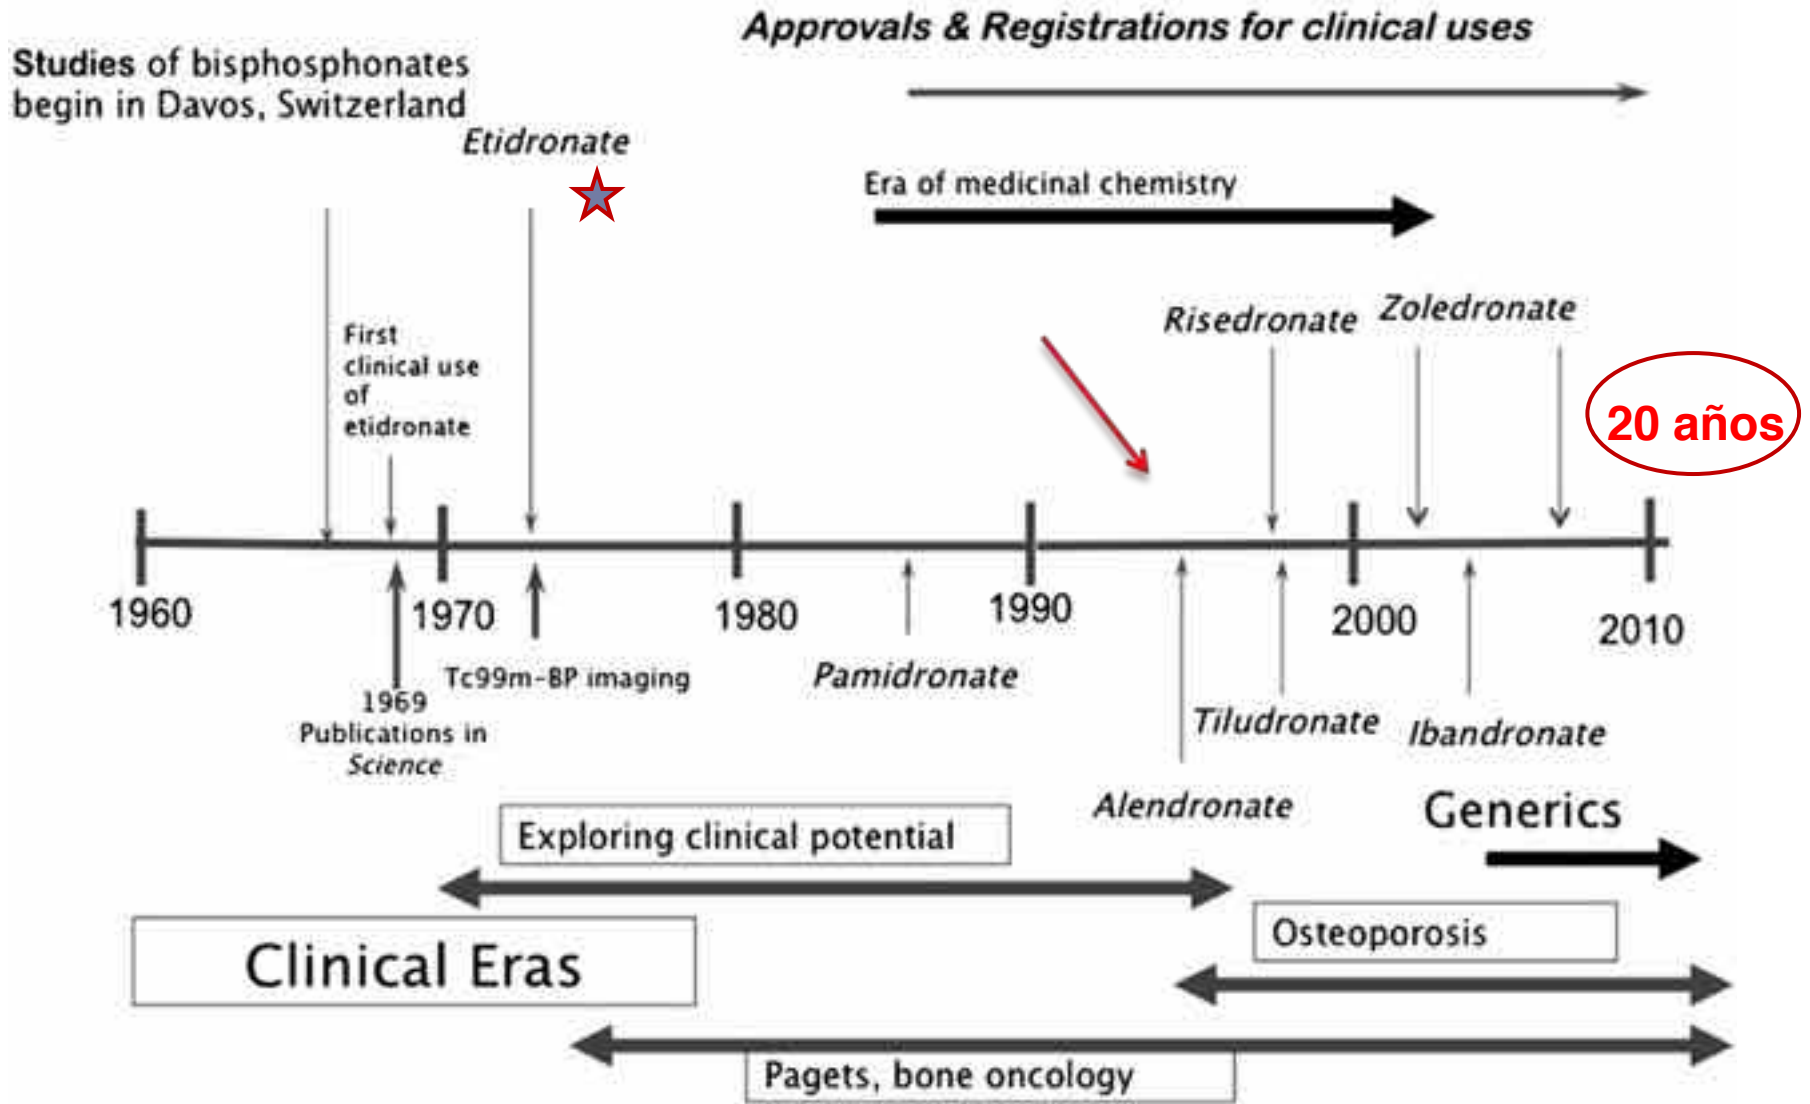 Approvals & Registrations for clinical uses
Studies of bisphosphonates
begin in Davos, Switzerland
Etidronate
Era of medicinal chemistry
Risedronate
Zoledronate
First
clinical use
of
etidronate
20 años
1960
1970
1980
1990
2000
2010
Tc99m-BP imaging
Pamidronate
1969
Publications in
Science
Tiludronate
Ibandronate
Alendronate
Generics
Exploring clinical potential
Osteoporosis
Clinical Eras
Pagets, bone oncology